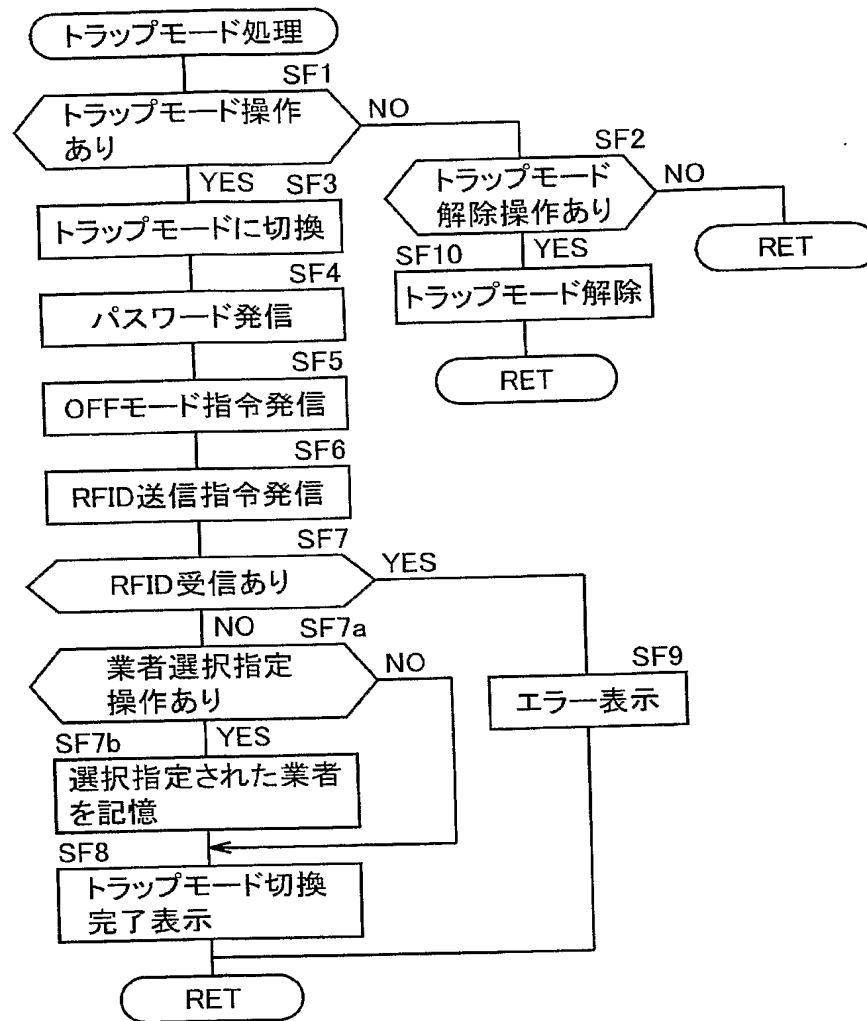 トラップモード処理
SF1
トラップモード操作
あり
NO
SF2
トラップモード
解除操作あり
NO
RET
YES
SF10
トラップモード解除
RET
YES
SF3
トラップモードに切換
SF4
パスワード発信
SF5
OFFモード指令発信
SF6
RFID送信指令発信
SF7
RFID受信あり
YES
SF9
エラー表示
NO
SF7a
業者選択指定
操作あり
NO
YES
SF7b
選択指定された業者
を記憶
SF8
トラップモード切換
完了表示
RET